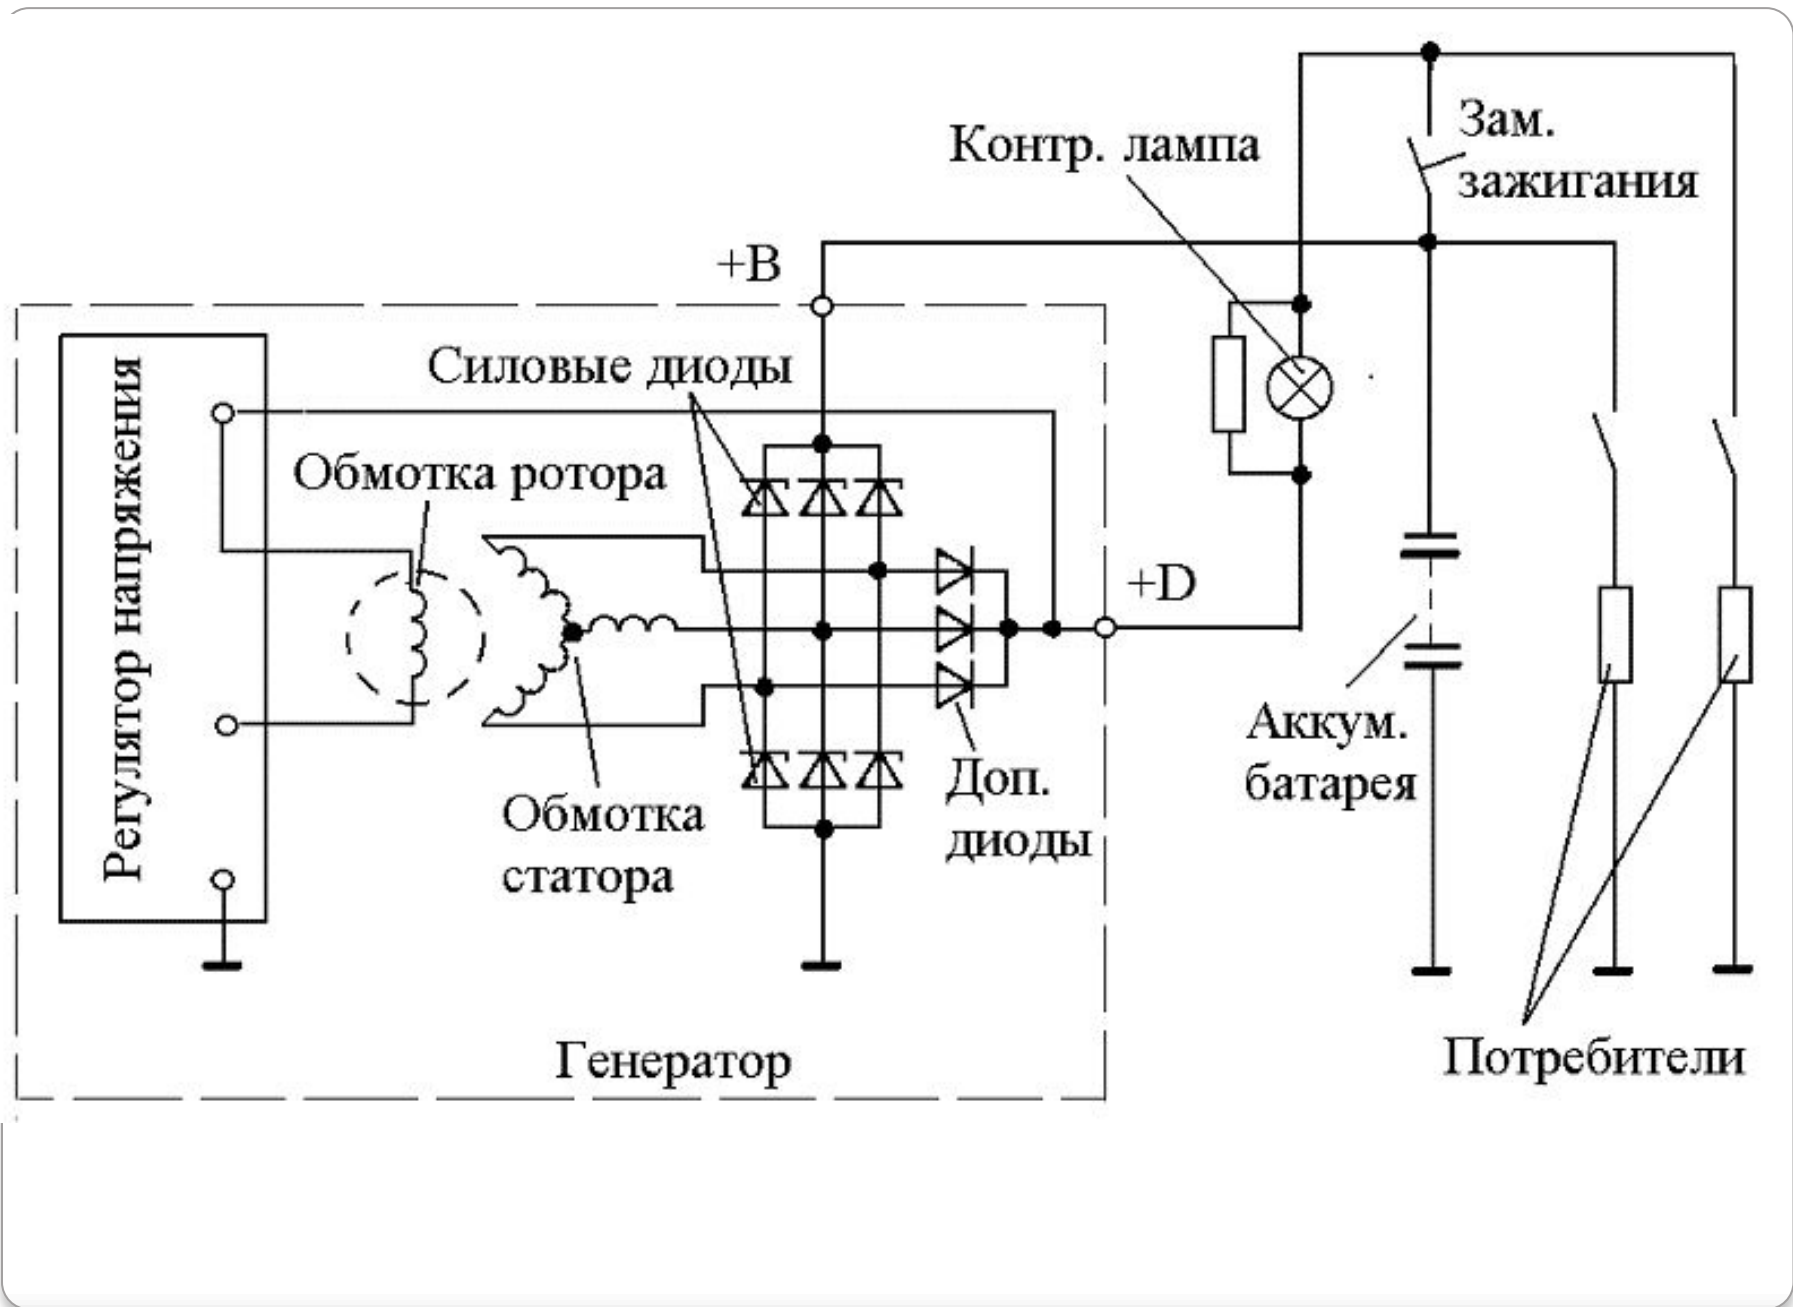 Зам.
зажигания
Контр. лампа
+В
Силовые диоды
Регулятор напряжения
Обмотка ротора
+D
Аккум.
батарея
Доп.
диоды
Обмотка
статора
Генератор
Потребители